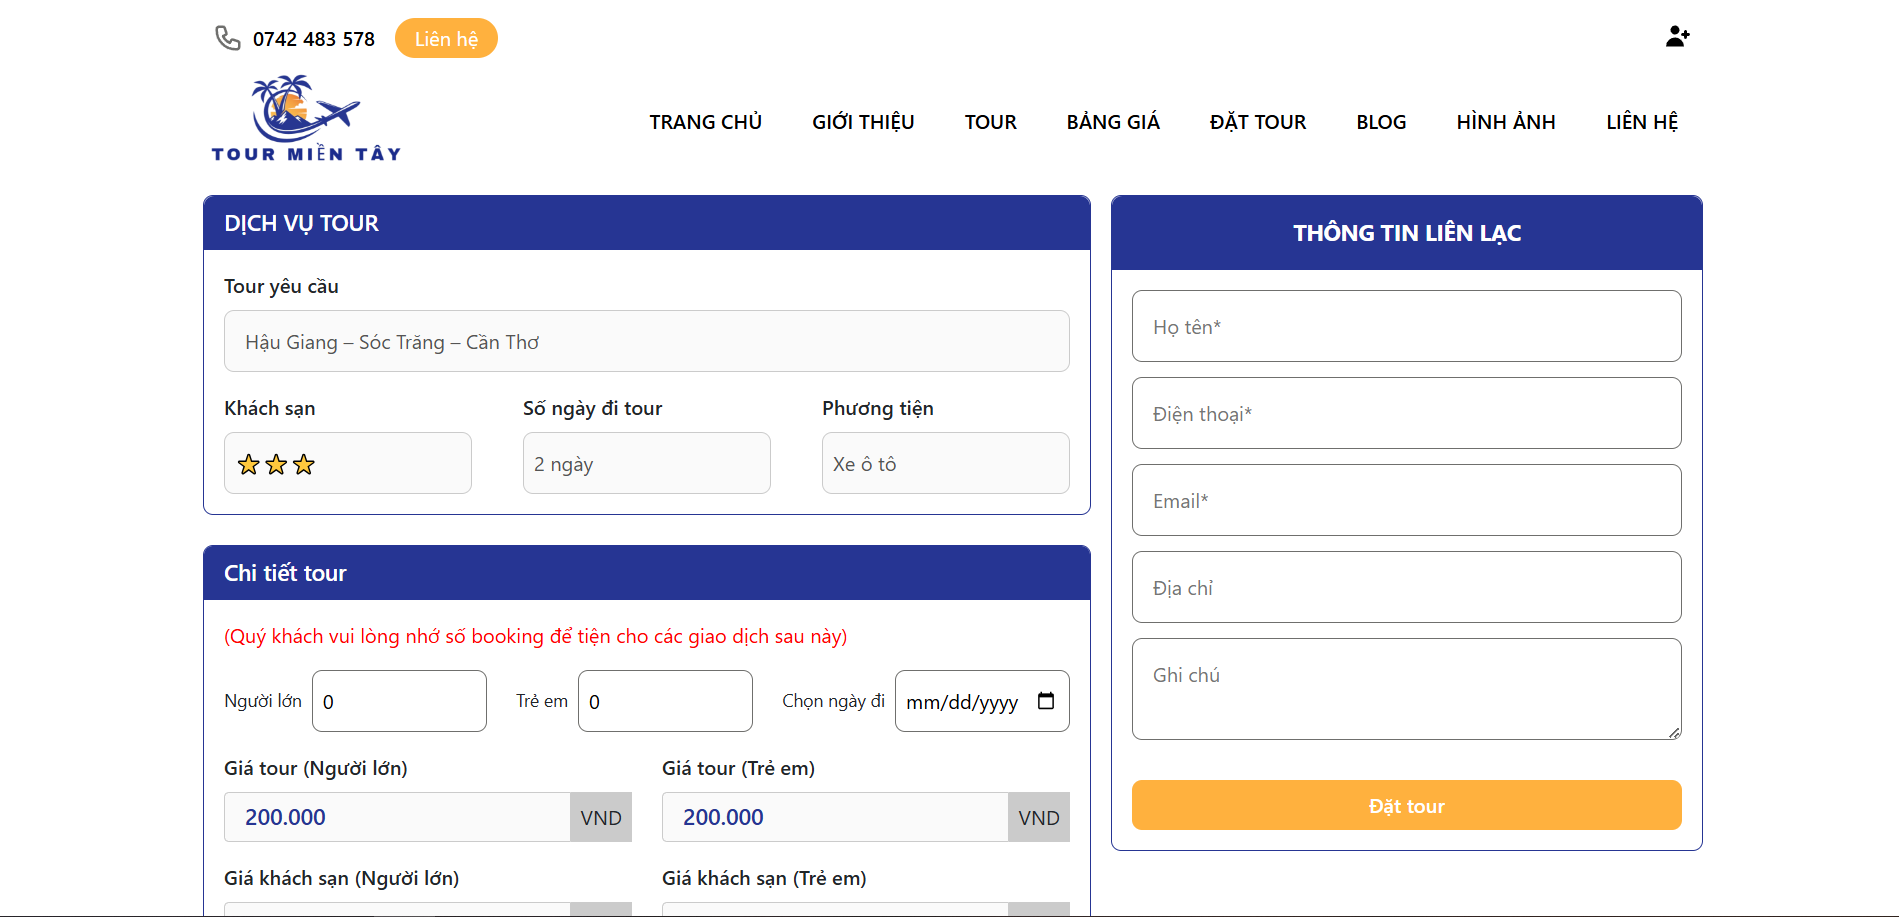 0742 483 578 Liên hệ
TOUR MIỀN TÂY
TRANG CHỦ GIỚI THIỆU TOUR BẢNG GIÁ ĐẶT TOUR BLOG HÌNH ẢNH LIÊN HỆ
DỊCH VỤ TOUR
Tour yêu cầu
Hậu Giang – Sóc Trăng – Cần Thơ
Khách sạn Số ngày đi tour Phương tiện
2 ngày Xe ô tô
Chi tiết tour
(Quý khách vui lòng nhớ số booking để tiện cho các giao dịch sau này)
Người lớn 0 Trẻ em 0 Chọn ngày đi mm/dd/yyyy
Giá tour (Người lớn) Giá tour (Trẻ em)
200.000 VND 200.000 VND
Giá khách sạn (Người lớn) Giá khách sạn (Trẻ em)
THÔNG TIN LIÊN LẠC
Họ tên*
Điện thoại*
Email*
Địa chỉ
Ghi chú
Đặt tour